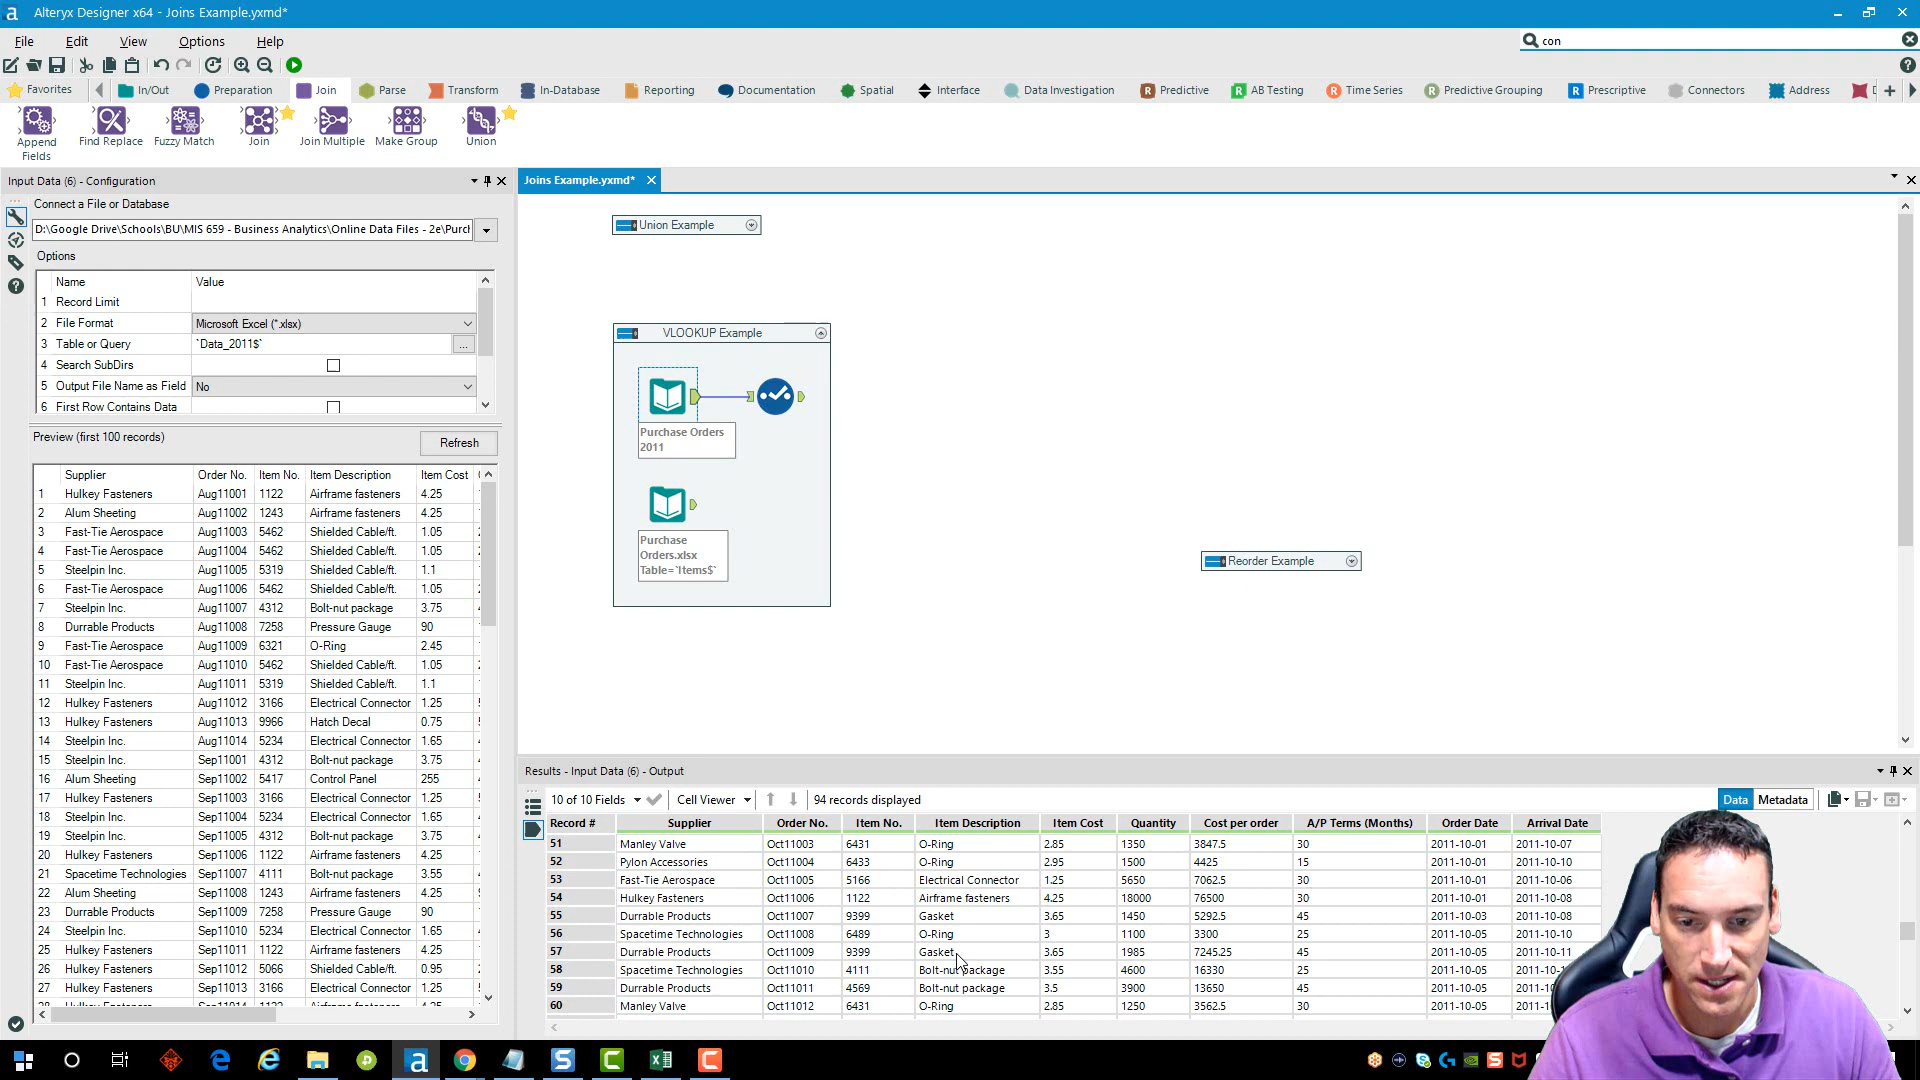 Alteryx Designer x64 - Joins Example.yxmd*
File Edit View Options Help
con
Favorites In/Out Preparation Join Parse Transform In-Database Reporting Documentation Spatial Interface Data Investigation Predictive AB Testing Time Series Predictive Grouping Prescriptive Connectors Address
Append Fields
Find Replace
Fuzzy Match
Join
Join Multiple
Make Group
Union
Input Data (6) - Configuration
Connect a File or Database
D:\Google Drive\Schools\BU\MIS 659 - Business Analytics\Online Data Files - 2e\Purch
Options
Name Value
1 Record Limit
2 File Format Microsoft Excel (*.xlsx)
3 Table or Query `Data_2011$` ...
4 Search SubDirs
5 Output File Name as Field No
6 First Row Contains Data
Preview (first 100 records) Refresh
Supplier Order No. Item No. Item Description Item Cost
1 Hulkey Fasteners Aug11001 1122 Airframe fasteners 4.25
2 Alum Sheeting Aug11002 1243 Airframe fasteners 4.25
3 Fast-Tie Aerospace Aug11003 5462 Shielded Cable/ft. 1.05
4 Fast-Tie Aerospace Aug11004 5462 Shielded Cable/ft. 1.05
5 Steelpin Inc. Aug11005 5319 Shielded Cable/ft. 1.1
6 Fast-Tie Aerospace Aug11006 5462 Shielded Cable/ft. 1.05
7 Steelpin Inc. Aug11007 4312 Bolt-nut package 3.75
8 Durrable Products Aug11008 7258 Pressure Gauge 90
9 Fast-Tie Aerospace Aug11009 6321 O-Ring 2.45
10 Fast-Tie Aerospace Aug11010 5462 Shielded Cable/ft. 1.05
11 Steelpin Inc. Aug11011 5319 Shielded Cable/ft. 1.1
12 Hulkey Fasteners Aug11012 3166 Electrical Connector 1.25
13 Hulkey Fasteners Aug11013 9966 Hatch Decal 0.75
14 Steelpin Inc. Aug11014 5234 Electrical Connector 1.65
15 Steelpin Inc. Sep11001 4312 Bolt-nut package 3.75
16 Alum Sheeting Sep11002 5417 Control Panel 255
17 Hulkey Fasteners Sep11003 3166 Electrical Connector 1.25
18 Steelpin Inc. Sep11004 5234 Electrical Connector 1.65
19 Steelpin Inc. Sep11005 4312 Bolt-nut package 3.75
20 Hulkey Fasteners Sep11006 1122 Airframe fasteners 4.25
21 Spacetime Technologies Sep11007 4111 Bolt-nut package 3.55
22 Alum Sheeting Sep11008 1243 Airframe fasteners 4.25
23 Durrable Products Sep11009 7258 Pressure Gauge 90
24 Steelpin Inc. Sep11010 5234 Electrical Connector 1.65
25 Hulkey Fasteners Sep11011 1122 Airframe fasteners 4.25
26 Hulkey Fasteners Sep11012 5066 Shielded Cable/ft. 0.95
27 Hulkey Fasteners Sep11013 3166 Electrical Connector 1.25
Joins Example.yxmd*
Union Example
VLOOKUP Example
Purchase Orders
2011
Purchase
Orders.xlsx
Table=`Items$`
Reorder Example
Results - Input Data (6) - Output
10 of 10 Fields Cell Viewer 94 records displayed Data Metadata
Record # Supplier Order No. Item No. Item Description Item Cost Quantity Cost per order A/P Terms (Months) Order Date Arrival Date
51 Manley Valve Oct11003 6431 O-Ring 2.85 1350 3847.5 30 2011-10-01 2011-10-07
52 Pylon Accessories Oct11004 6433 O-Ring 2.95 1500 4425 15 2011-10-01 2011-10-10
53 Fast-Tie Aerospace Oct11005 5166 Electrical Connector 1.25 5650 7062.5 30 2011-10-01 2011-10-06
54 Hulkey Fasteners Oct11006 1122 Airframe fasteners 4.25 18000 76500 30 2011-10-01 2011-10-08
55 Durrable Products Oct11007 9399 Gasket 3.65 1450 5292.5 45 2011-10-03 2011-10-08
56 Spacetime Technologies Oct11008 6489 O-Ring 3 1100 3300 25 2011-10-05 2011-10-10
57 Durrable Products Oct11009 9399 Gasket 3.65 1985 7245.25 45 2011-10-05 2011-10-11
58 Spacetime Technologies Oct11010 4111 Bolt-nut package 3.55 4600 16330 25 2011-10-05
59 Durrable Products Oct11011 4569 Bolt-nut package 3.5 3900 13650 45 2011-10-05
60 Manley Valve Oct11012 6431 O-Ring 2.85 1250 3562.5 30 2011-10-05